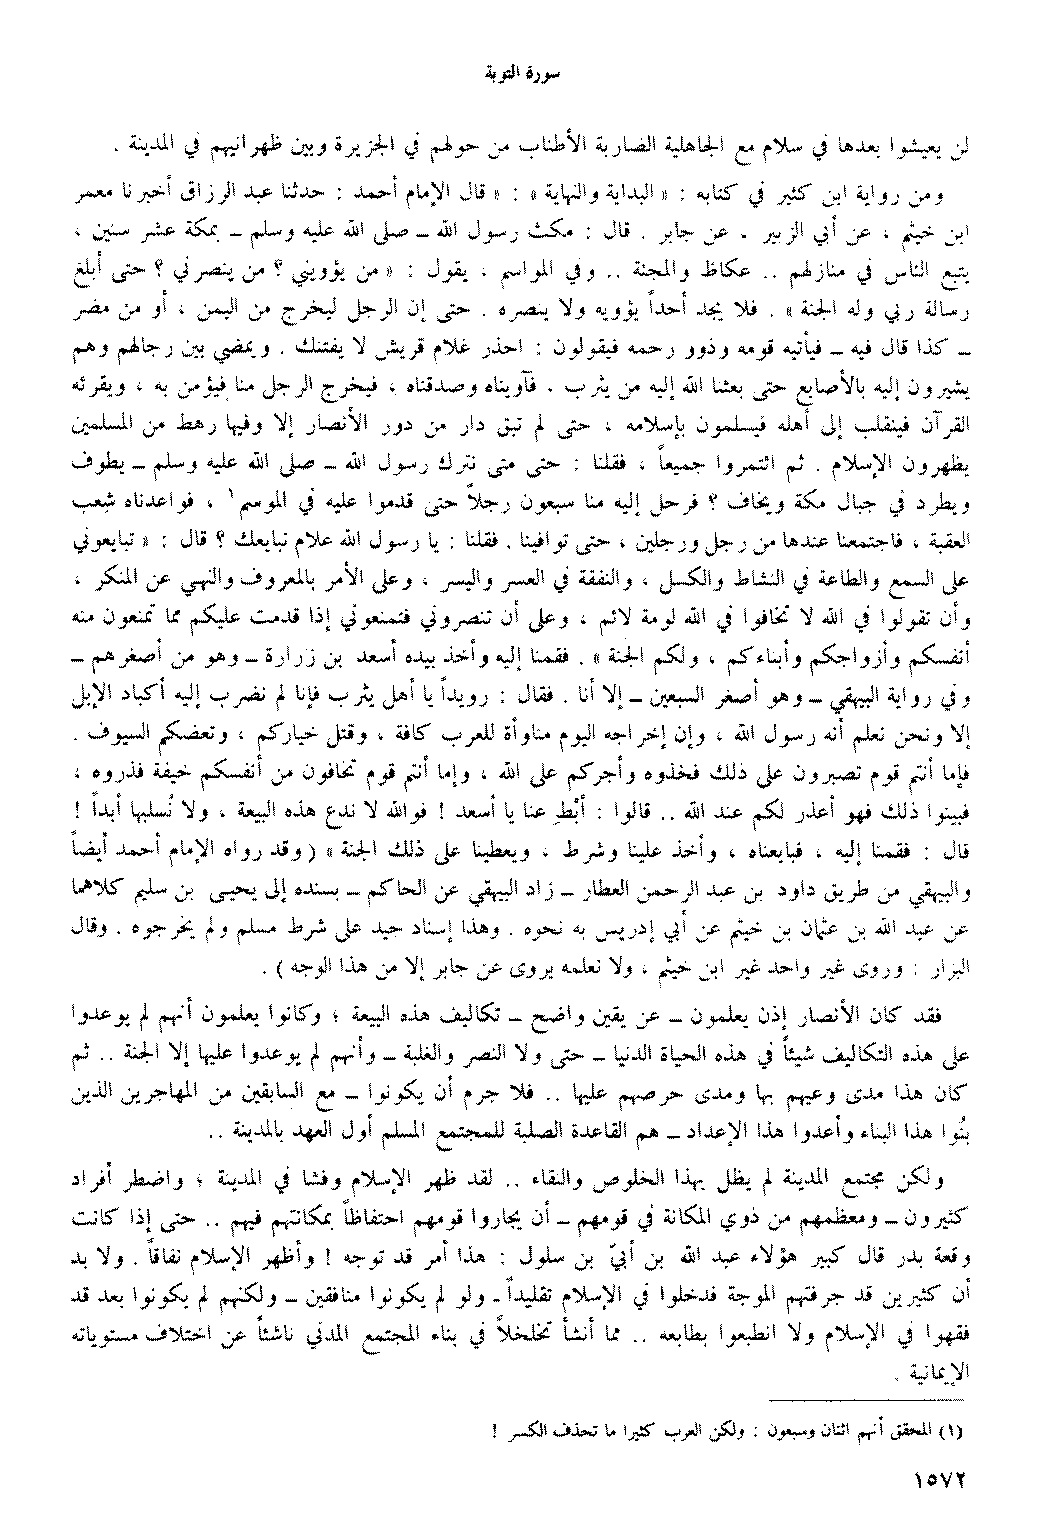 سورة التوبة
لن يعيشوا بعدها في سلام مع الجاهلية الضاربة الأطناب من حولهم في الجزيرة وبين ظهرانيهم في المدينة .
ومن رواية ابن كثير في كتابه : « البداية والنهاية » : « قال الإمام أحمد : حدثنا عبد الرزاق أخبرنا معمر
ابن خيثم ، عن أبي الزبير . عن جابر . قال : مكث رسول الله ــ صلى الله عليه وسلم ــ بمكة عشر سنين ،
يتبع الناس في منازلهم .. عكاظ والمجنة .. وفي المواسم ، يقول : « من يؤويني ؟ من ينصرني ؟ حتى أبلغ
رسالة ربي وله الجنة » . فلا يجد أحداً يؤويه ولا ينصره . حتى إن الرجل ليخرج من اليمن ، أو من مضر
ــ كذا قال فيه ــ فيأتيه قومه وذوو رحمه فيقولون : احذر غلام قريش لا يفتنك . ويمضي بين رجالهم وهم
يشيرون إليه بالأصابع حتى بعثنا الله إليه من يثرب . فآويناه وصدقناه ، فيخرج الرجل منا فيؤمن به ، ويقرئه
القرآن فينقلب إلى أهله فيسلمون بإسلامه ، حتى لم تبق دار من دور الأنصار إلا وفيها رهط من المسلمين
يظهرون الإسلام . ثم ائتمروا جميعاً ، فقلنا : حتى متى نترك رسول الله ــ صلى الله عليه وسلم ــ يطوف
ويطرد في جبال مكة ويخاف ؟ فرحل إليه منا سبعون رجلاً حتى قدموا عليه في الموسم١ ، فواعدناه شعب
العقبة ، فاجتمعنا عندها من رجل ورجلين ، حتى توافينا . فقلنا : يا رسول الله علام نبايعك ؟ قال : « تبايعوني
على السمع والطاعة في النشاط والكسل ، والنفقة في العسر واليسر ، وعلى الأمر بالمعروف والنهي عن المنكر ،
وأن تقولوا في الله لا تخافوا في الله لومة لائم ، وعلى أن تنصروني فتمنعوني إذا قدمت عليكم مما تمنعون منه
أنفسكم وأزواجكم وأبناءكم ، ولكم الجنة » . فقمنا إليه وأخذ بيده أسعد بن زرارة ــ وهو من أصغرهم ــ
وفي رواية البيهقي ــ وهو أصغر السبعين ــ إلا أنا . فقال : رويداً يا أهل يثرب فإنا لم نضرب إليه أكباد الإبل
إلا ونحن نعلم أنه رسول الله ، وإن إخراجه اليوم مناوأة للعرب كافة ، وقتل خياركم ، وتعضكم السيوف .
فإما أنتم قوم تصبرون على ذلك فخذوه وأجركم على الله ، وإما أنتم قوم تخافون من أنفسكم خيفة فذروه ،
فبينوا ذلك فهو أعذر لكم عند الله .. قالوا : أبْطِ عنا يا أسعد ! فوالله لا ندع هذه البيعة ، ولا نُسلبها أبداً !
قال : فقمنا إليه ، فبايعناه ، وأخذ علينا وشرط ، ويعطينا على ذلك الجنة » ( وقد رواه الإمام أحمد أيضاً
والبيهقي من طريق داود بن عبد الرحمن العطار ــ زاد البيهقي عن الحاكم ــ بسنده إلى يحيى بن سليم كلاهما
عن عبد الله بن عثمان بن خيثم عن أبي إدريس به نحوه . وهذا إسناد جيد على شرط مسلم ولم يخرجوه . وقال
البزار : وروى غير واحد غير ابن خيثم ، ولا نعلمه يروى عن جابر إلا من هذا الوجه ) .
فقد كان الأنصار إذن يعلمون ــ عن يقين واضح ــ تكاليف هذه البيعة ؛ وكانوا يعلمون أنهم لم يوعدوا
على هذه التكاليف شيئاً في هذه الحياة الدنيا ــ حتى ولا النصر والغلبة ــ وأنهم لم يوعدوا عليها إلا الجنة .. ثم
كان هذا مدى وعيهم بها ومدى حرصهم عليها .. فلا جرم أن يكونوا ــ مع السابقين من المهاجرين الذين
بنُوا هذا البناء وأعدوا هذا الإعداد ــ هم القاعدة الصلبة للمجتمع المسلم أول العهد بالمدينة ..
ولكن مجتمع المدينة لم يظل بهذا الخلوص والنقاء .. لقد ظهر الإسلام وفشا في المدينة ؛ واضطر أفراد
كثيرون ــ ومعظمهم من ذوي المكانة في قومهم ــ أن يجاروا قومهم احتفاظاً بمكانتهم فيهم .. حتى إذا كانت
وقعة بدر قال كبير هؤلاء عبد الله بن أبيّ بن سلول : هذا أمر قد توجه ! وأظهر الإسلام نفاقاً . ولا بد
أن كثيرين قد جرفتهم الموجة فدخلوا في الإسلام تقليداً ــ ولو لم يكونوا منافقين ــ ولكنهم لم يكونوا بعد قد
فقهوا في الإسلام ولا انطبعوا بطابعه .. مما أنشأ تخلخلاً في بناء المجتمع المدني ناشئاً عن اختلاف مستوياته
الإيمانية .
(١) المحقق أنهم اثنان وسبعون : ولكن العرب كثيرا ما تحذف الكسر !
١٥٧٢